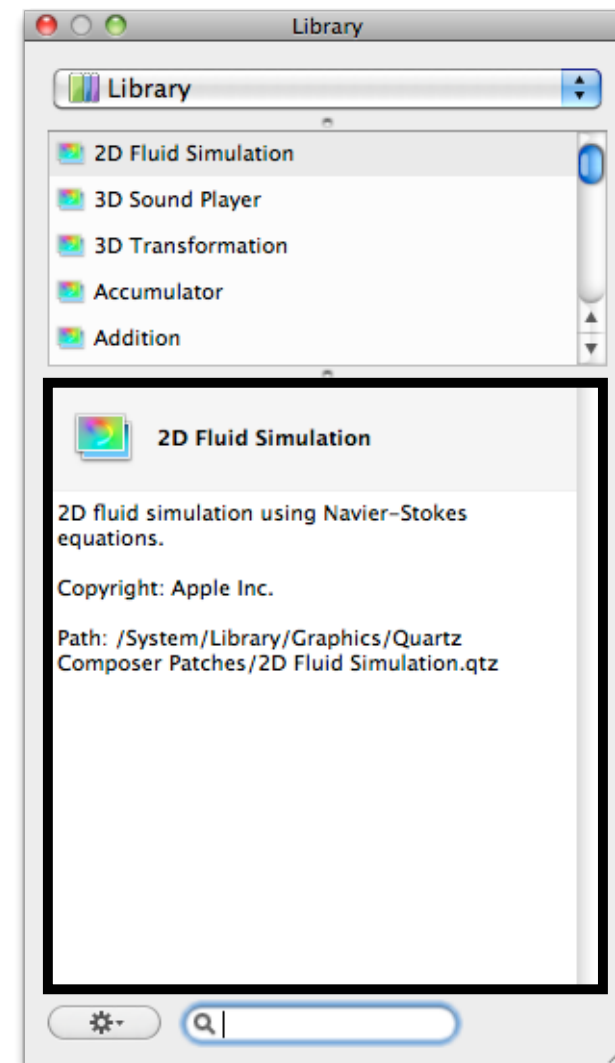 Library
Library
2D Fluid Simulation
3D Sound Player
3D Transformation
Accumulator
Addition
2D Fluid Simulation
2D fluid simulation using Navier-Stokes
equations.
Copyright: Apple Inc.
Path: /System/Library/Graphics/Quartz
Composer Patches/2D Fluid Simulation.qtz